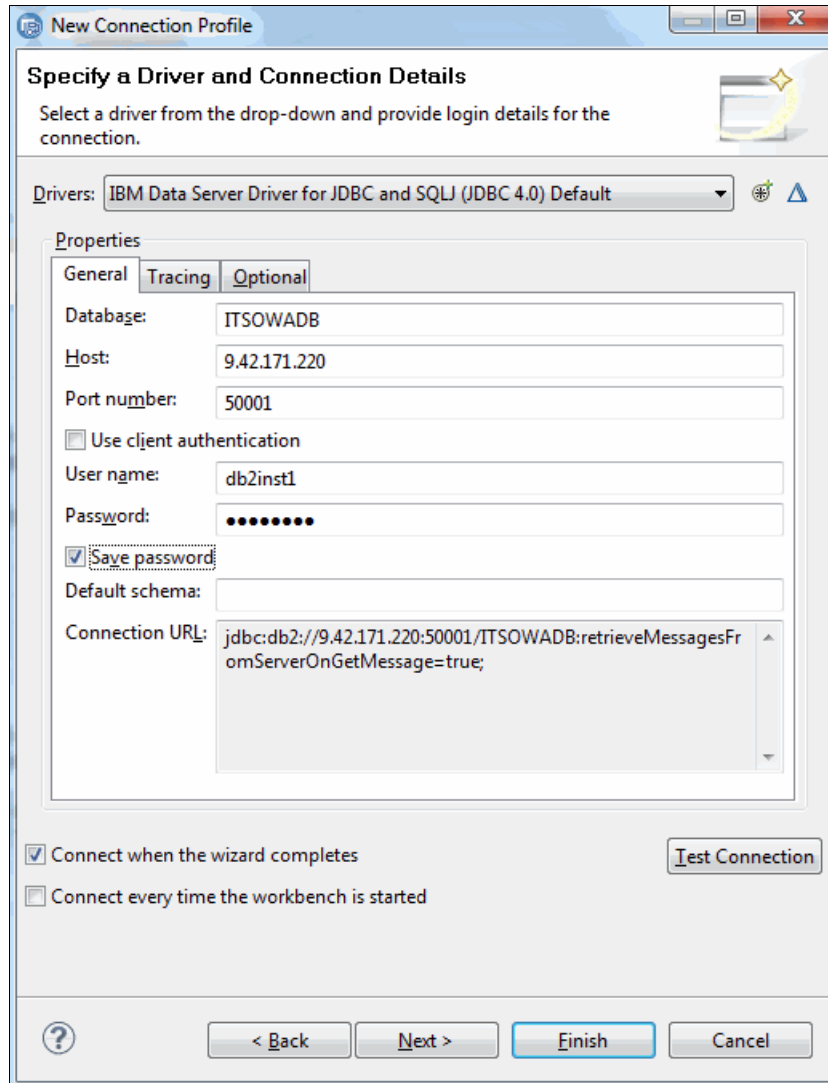 New Connection Profile
Specify a Driver and Connection Details
Select a driver from the drop-down and provide login details for the
connection.
Drivers: IBM Data Server Driver for JDBC and SQLJ (JDBC 4.0) Default
Properties
General Tracing Optional
Database: ITSOWADB
Host: 9.42.171.220
Port number: 50001
Use client authentication
User name: db2inst1
Password: ●●●●●●●●
Save password
Default schema:
Connection URL: jdbc:db2://9.42.171.220:50001/ITSOWADB:retrieveMessagesFr
omServerOnGetMessage=true;
Connect when the wizard completes
Test Connection
Connect every time the workbench is started
? < Back Next > Finish Cancel